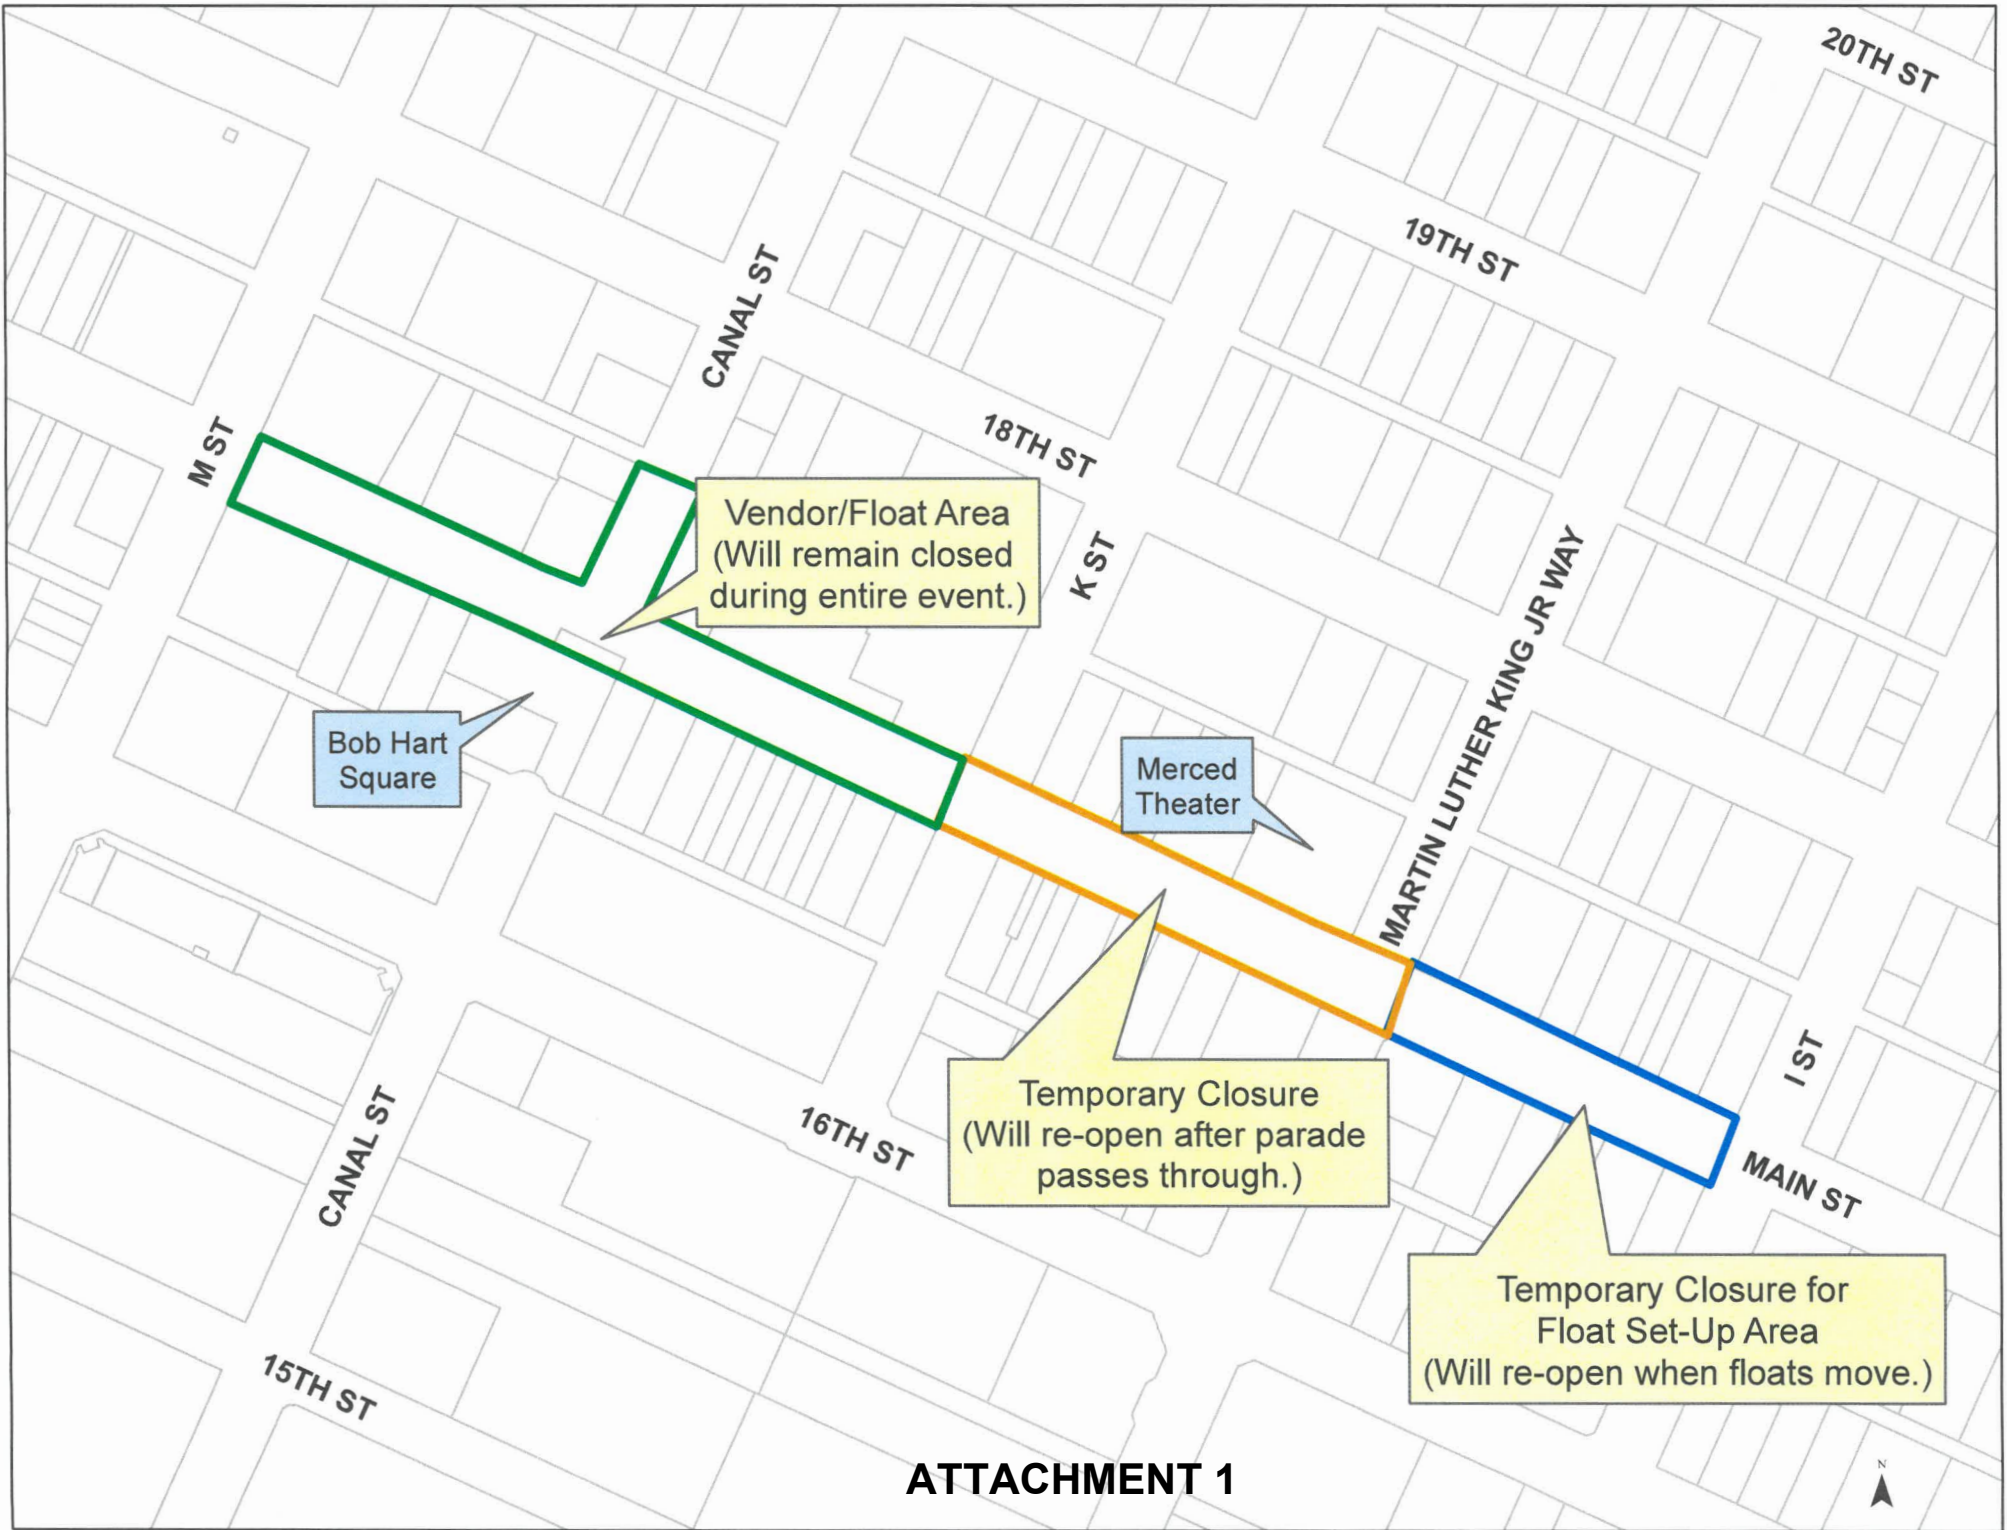 20TH ST
19TH ST
CANAL ST
18TH ST
M ST
Vendor/Float Area
(Will remain closed
during entire event.)
K ST
MARTIN LUTHER KING JR WAY
Bob Hart
Square
Merced
Theater
I ST
Temporary Closure
(Will re-open after parade
passes through.)
16TH ST
CANAL ST
MAIN ST
Temporary Closure for
Float Set-Up Area
(Will re-open when floats move.)
15TH ST
ATTACHMENT 1
N